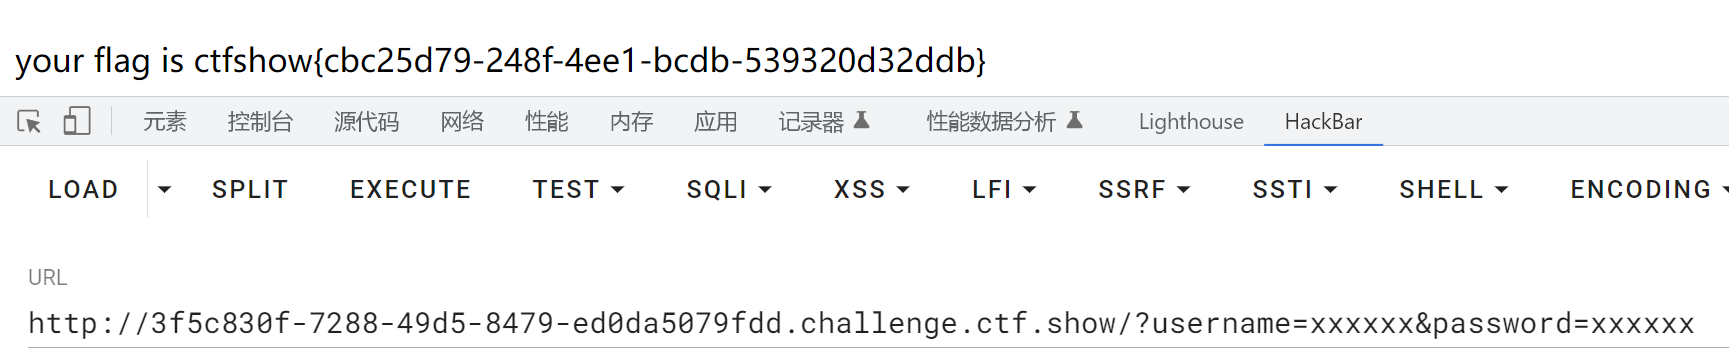 your flag is ctfshow{cbc25d79-248f-4ee1-bcdb-539320d32ddb}
元素 控制台 源代码 网络 性能 内存 应用 记录器 性能数据分析 Lighthouse HackBar
LOAD SPLIT EXECUTE TEST SQLI XSS LFI SSRF SSTI SHELL ENCODING
URL
http://3f5c830f-7288-49d5-8479-ed0da5079fdd.challenge.ctf.show/?username=xxxxxx&password=xxxxxx